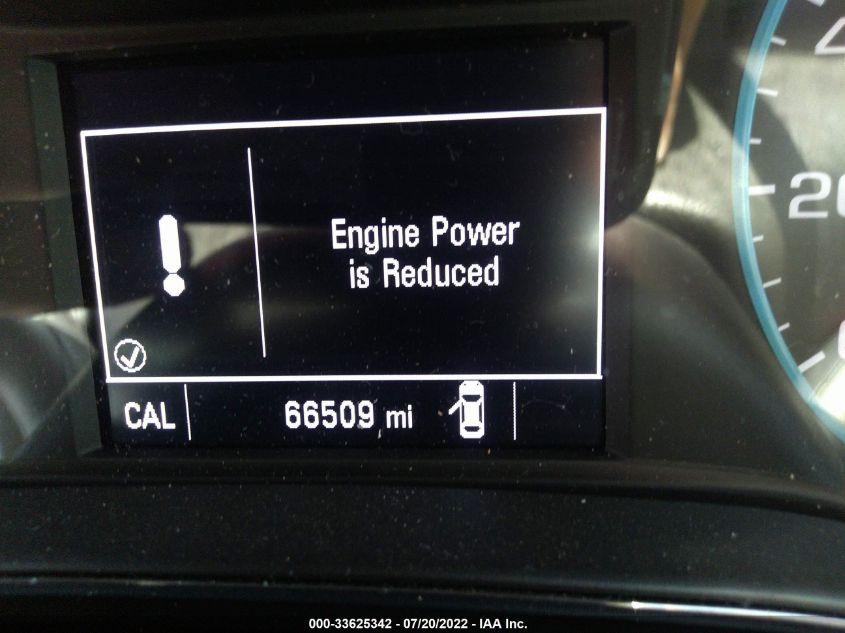 Engine Power
is Reduced
CAL
66509 mi
000-33625342 - 07/20/2022 - IAA Inc.